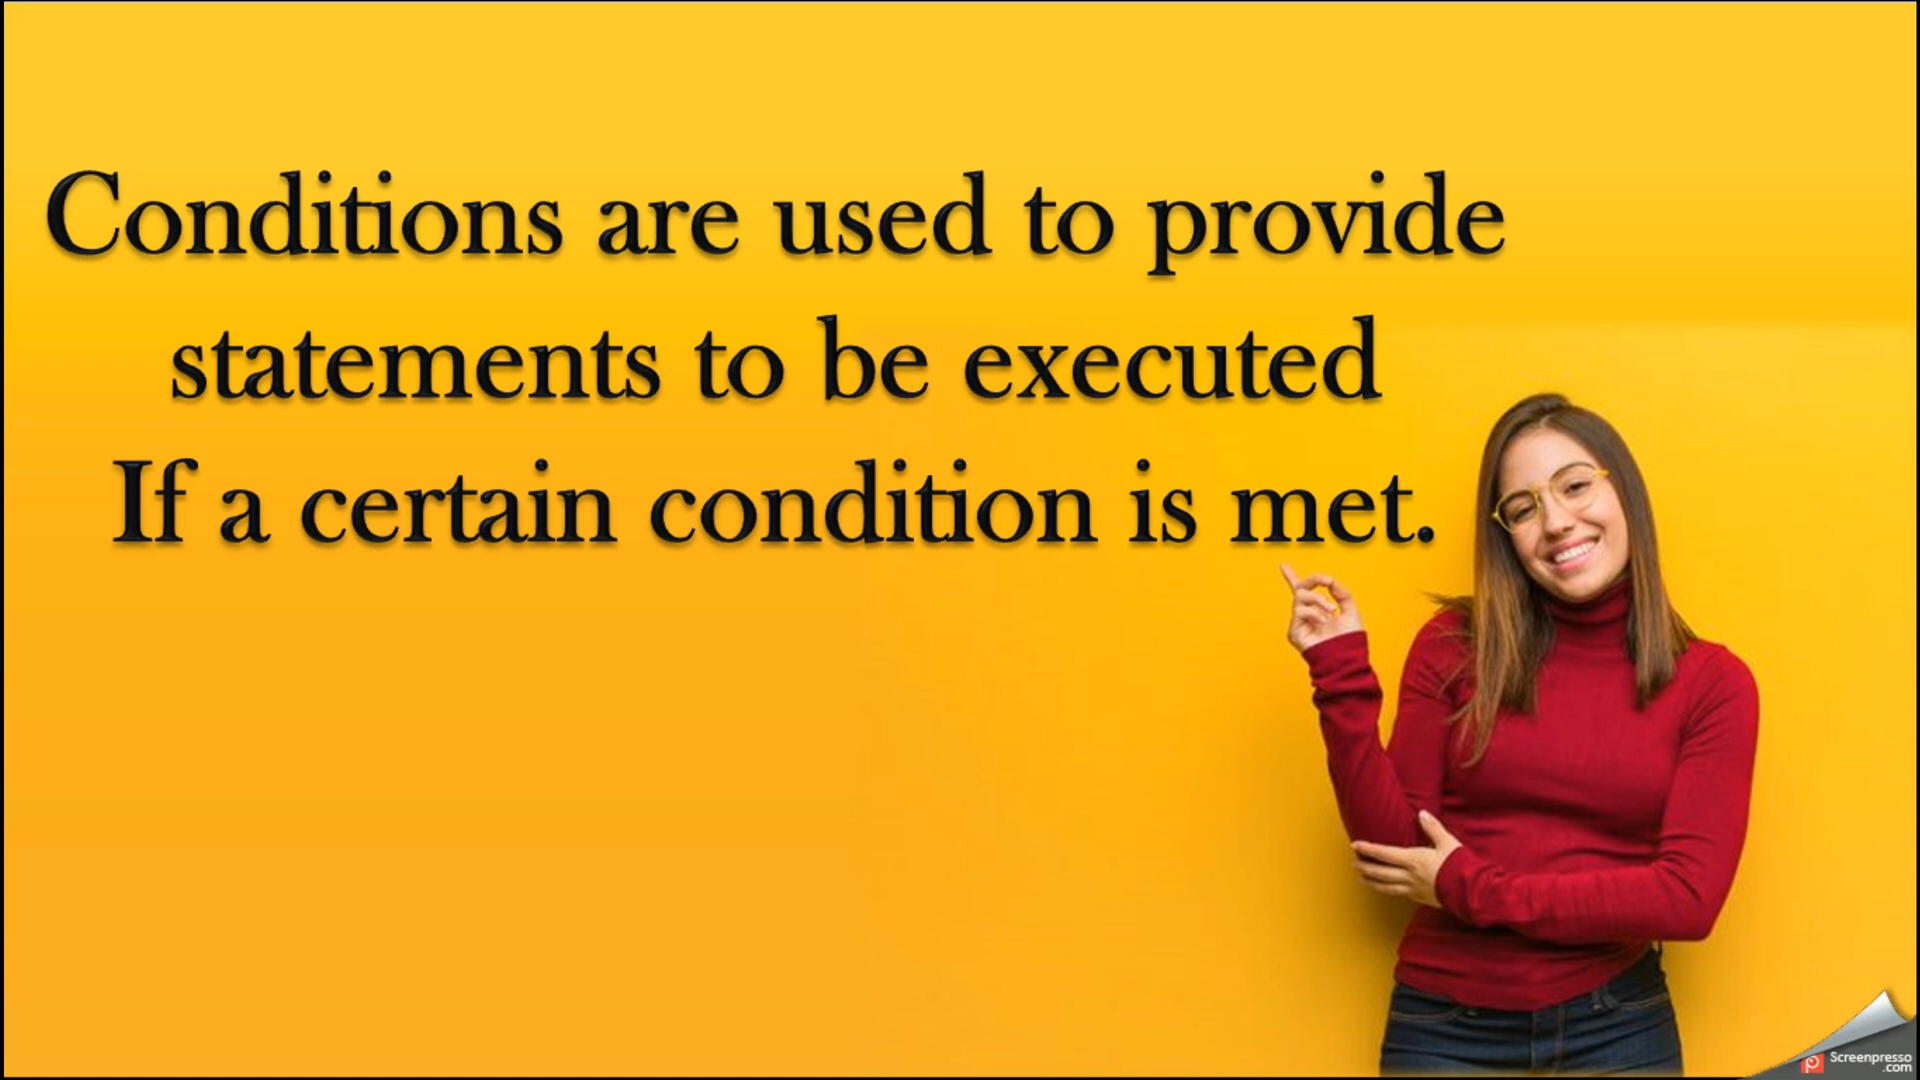 Conditions are used to provide
statements to be executed
If a certain condition is met.
Screenpresso
.com